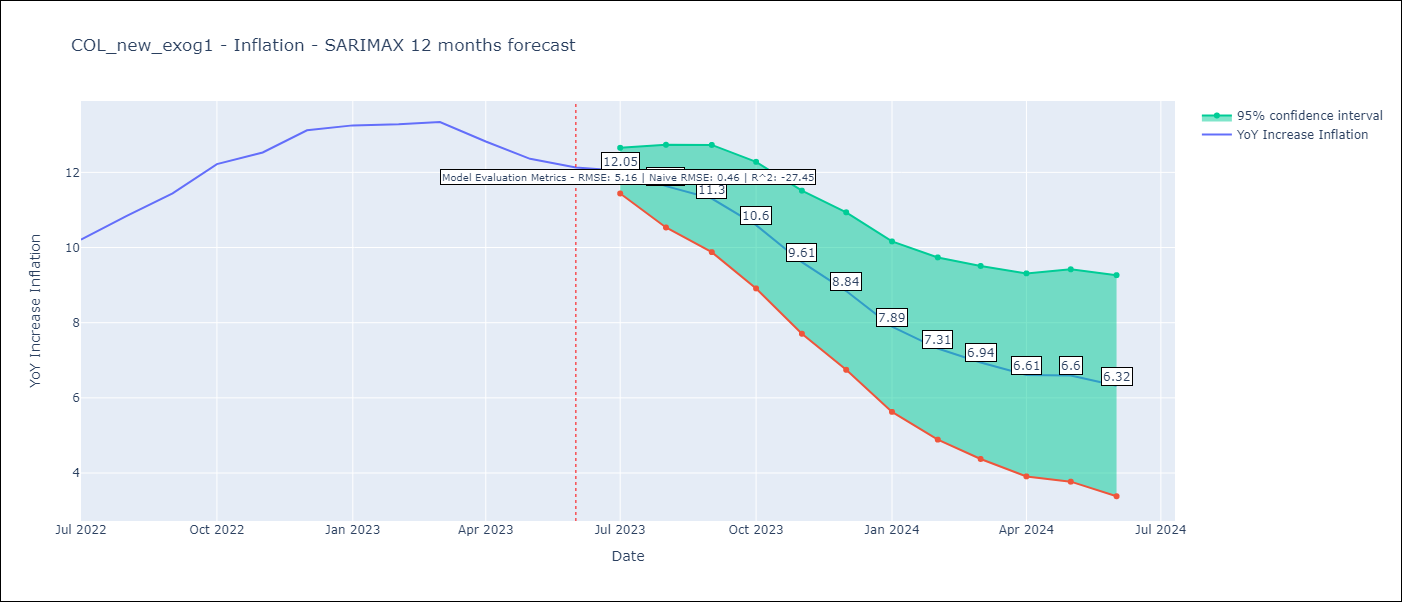 COL_new_exog1 - Inflation - SARIMAX 12 months forecast
95% confidence interval
YoY Increase Inflation
YoY Increase Inflation
12
10
8
6
4
12.05
Model Evaluation Metrics - RMSE: 5.16 | Naive RMSE: 0.46 | R^2: -27.45
11.3
10.6
9.61
8.84
7.89
7.31
6.94
6.61
6.6
6.32
Jul 2022
Oct 2022
Jan 2023
Apr 2023
Jul 2023
Oct 2023
Jan 2024
Apr 2024
Jul 2024
Date